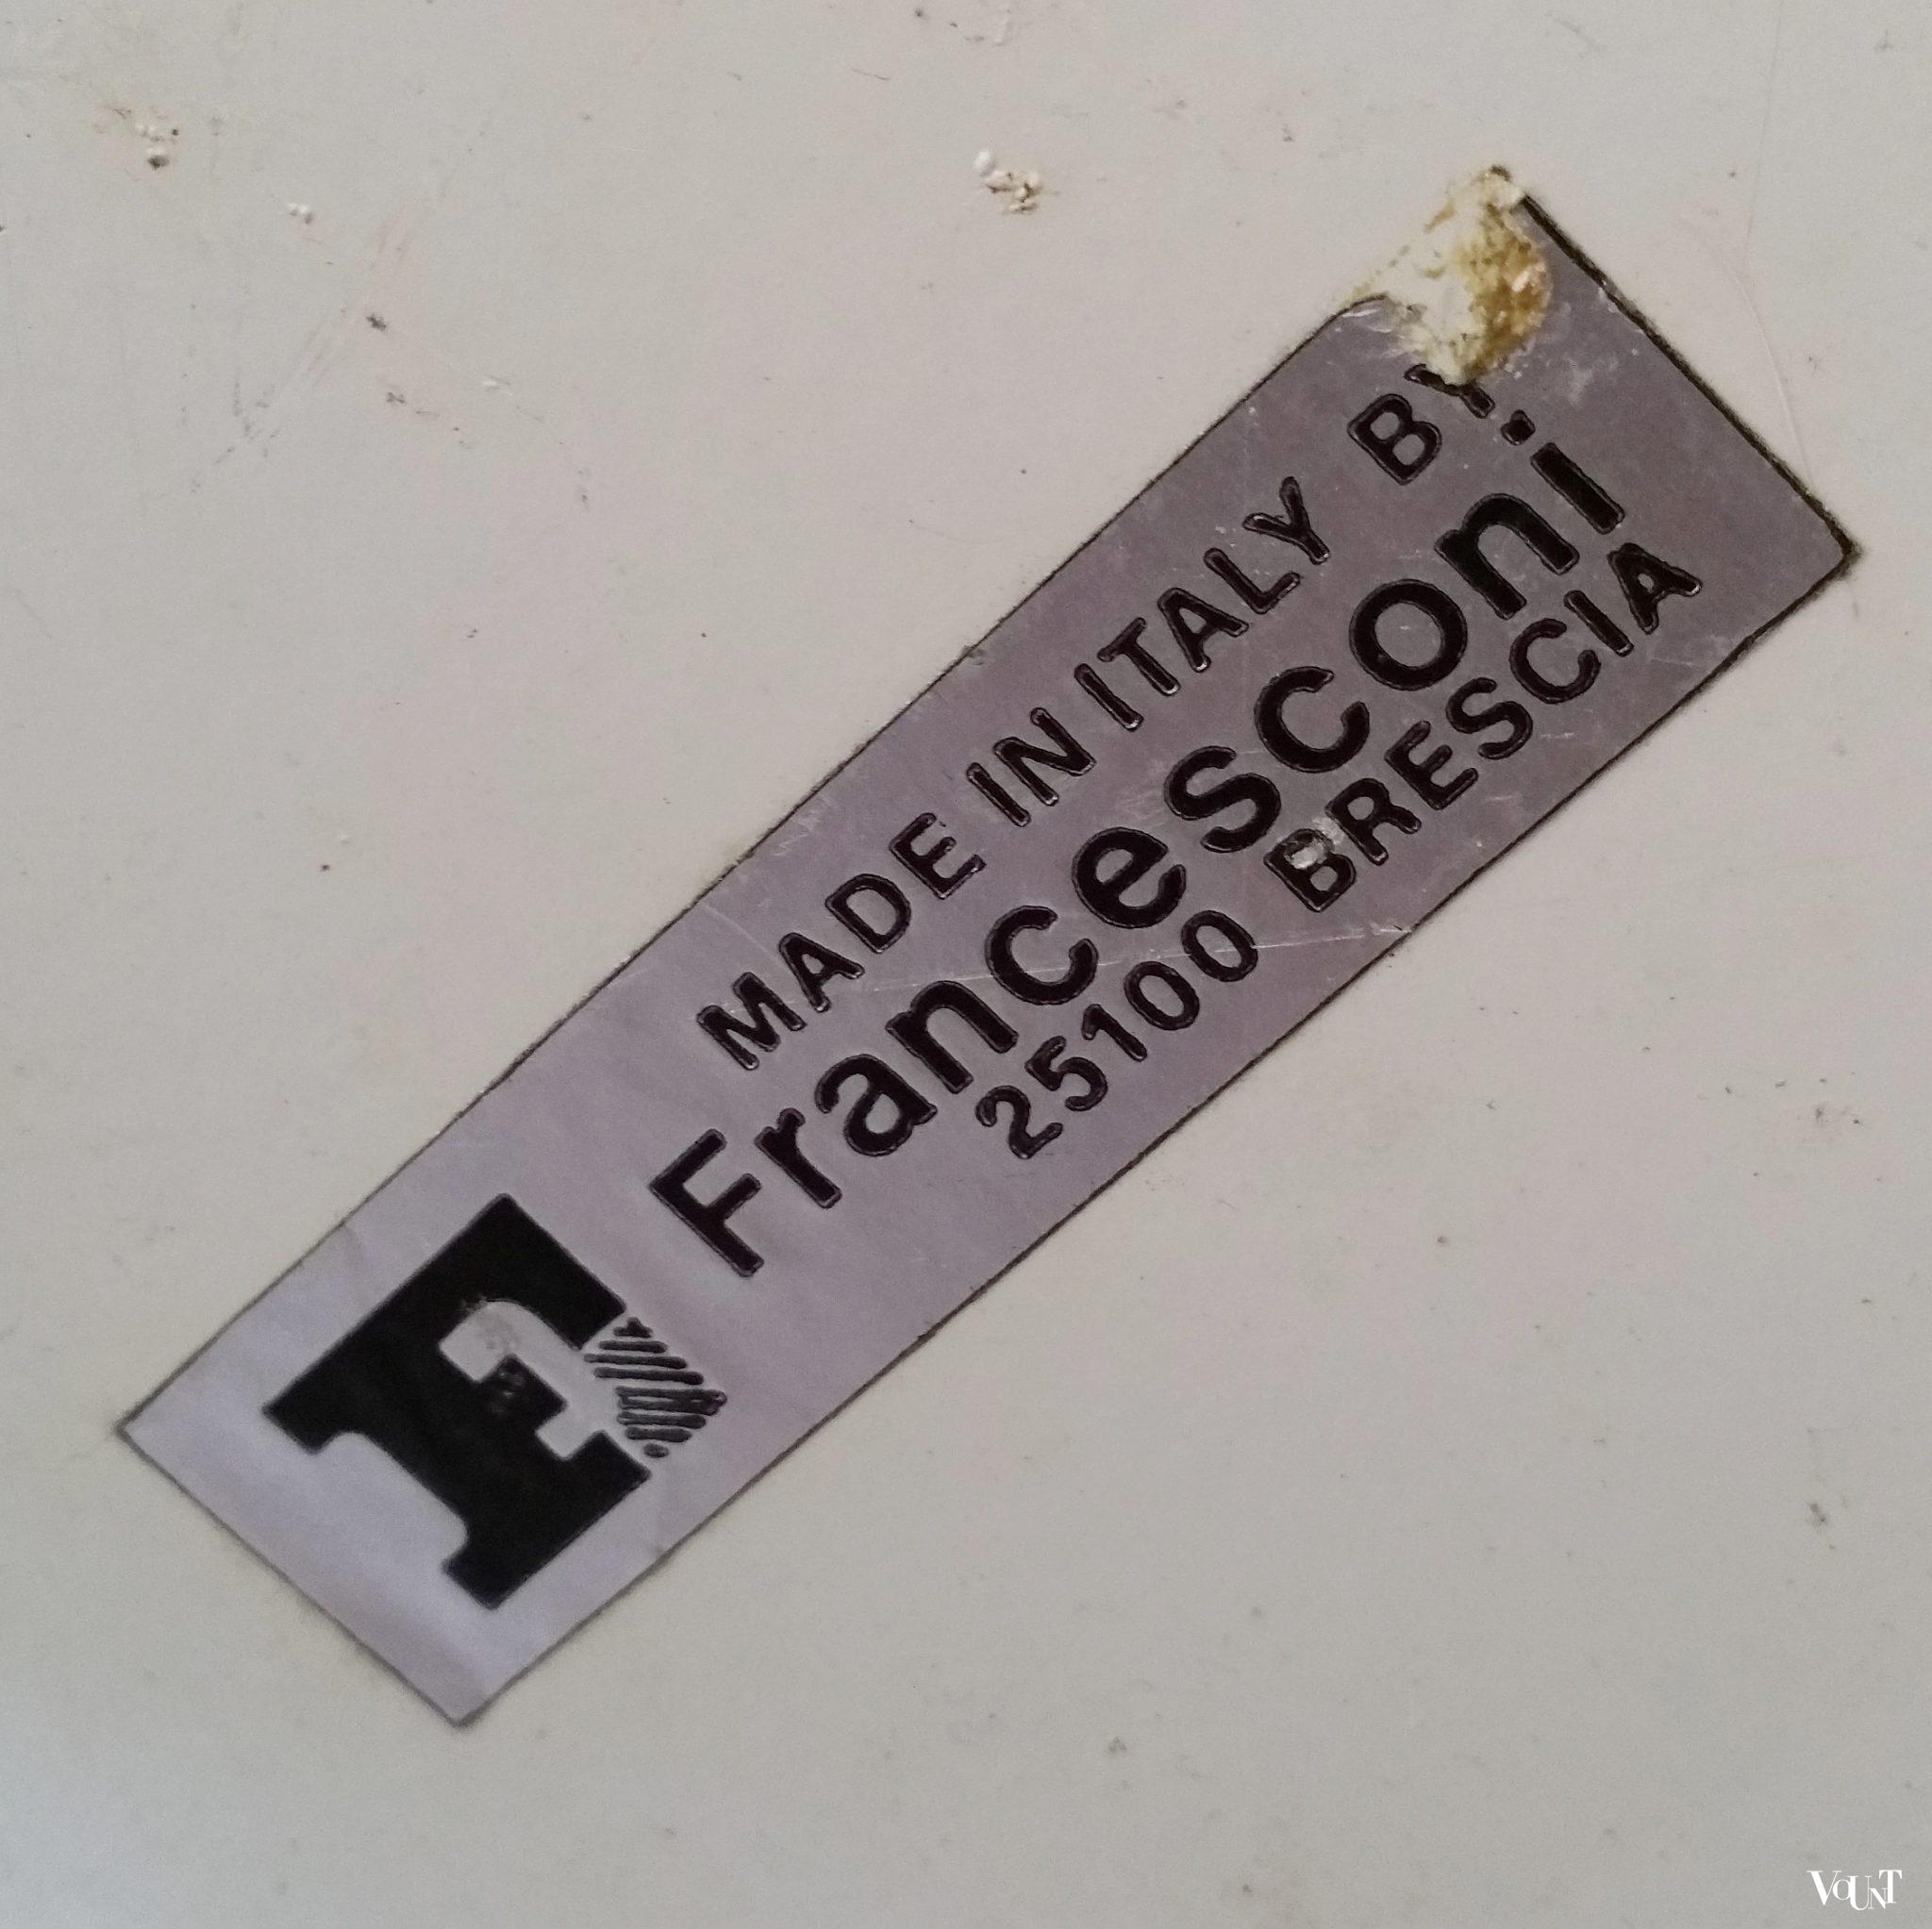 F
MADE IN ITALY BY
Francesconi
25100 BRESCIA
VOUNT